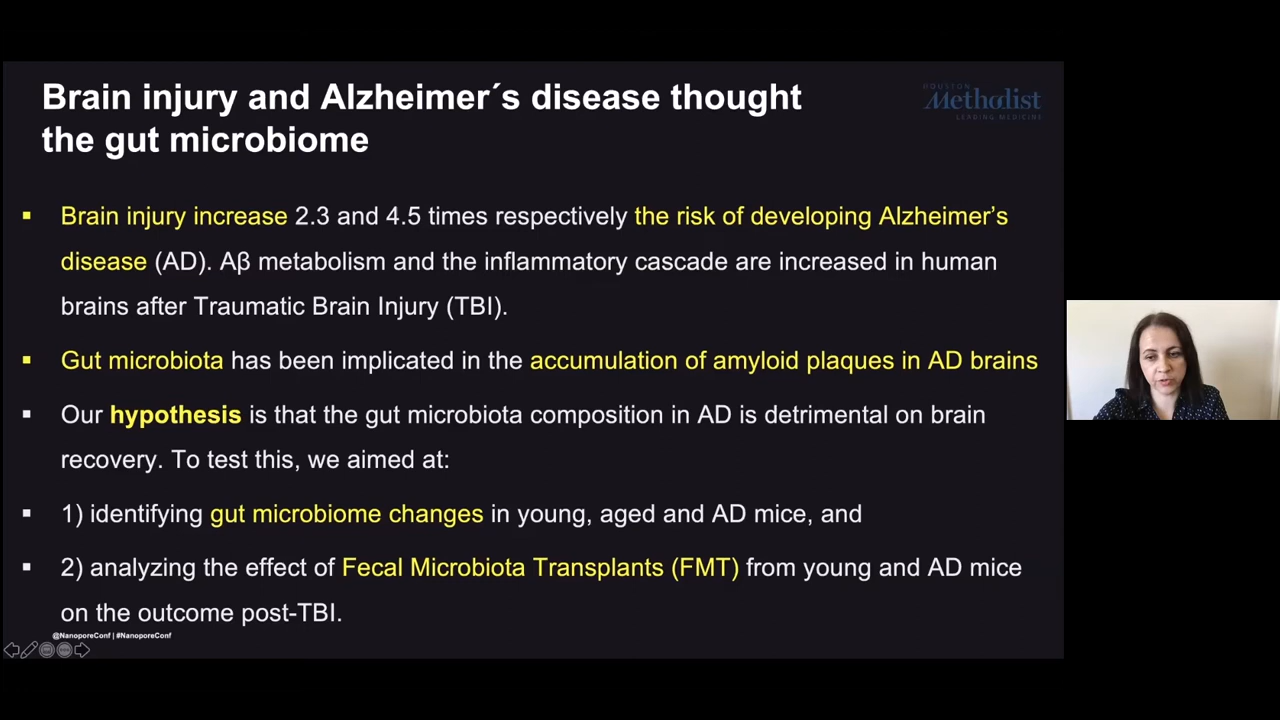 Brain injury and Alzheimer´s disease thought
the gut microbiome
HOUSTON
Methodist
LEADING MEDICINE
▪ Brain injury increase 2.3 and 4.5 times respectively the risk of developing Alzheimer’s
disease (AD). Aβ metabolism and the inflammatory cascade are increased in human
brains after Traumatic Brain Injury (TBI).
▪ Gut microbiota has been implicated in the accumulation of amyloid plaques in AD brains
▪ Our hypothesis is that the gut microbiota composition in AD is detrimental on brain
recovery. To test this, we aimed at:
▪ 1) identifying gut microbiome changes in young, aged and AD mice, and
▪ 2) analyzing the effect of Fecal Microbiota Transplants (FMT) from young and AD mice
on the outcome post-TBI.
@NanoporeConf | #NanoporeConf